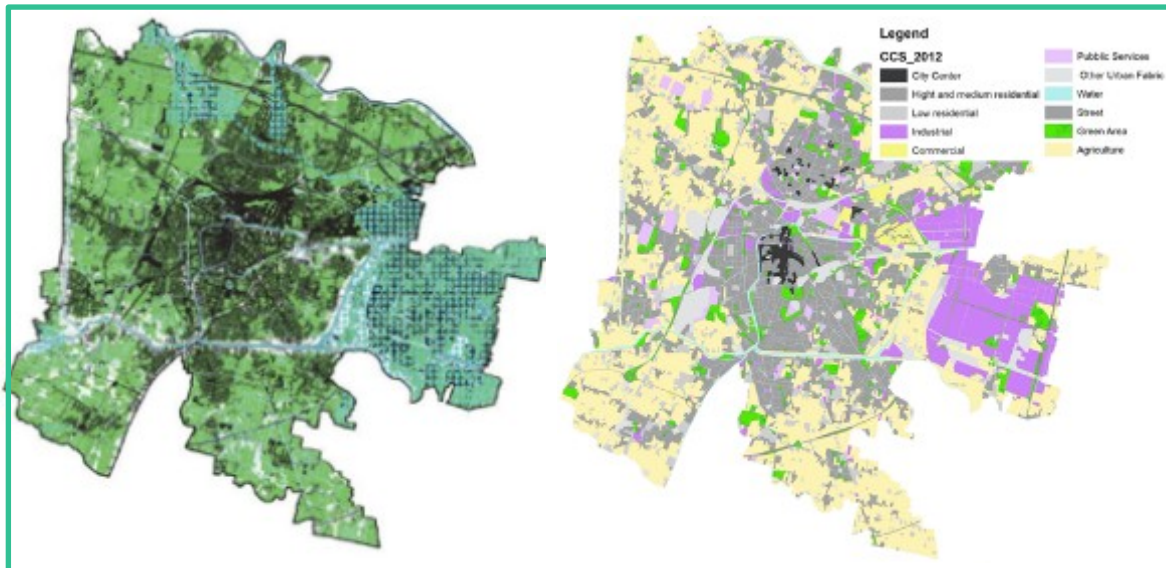 Legend
CCS_2012
City Center
Hight and medium residential
Low residential
Industrial
Commercial
Pubblic Services
Other Urban Fabric
Water
Street
Green Area
Agriculture